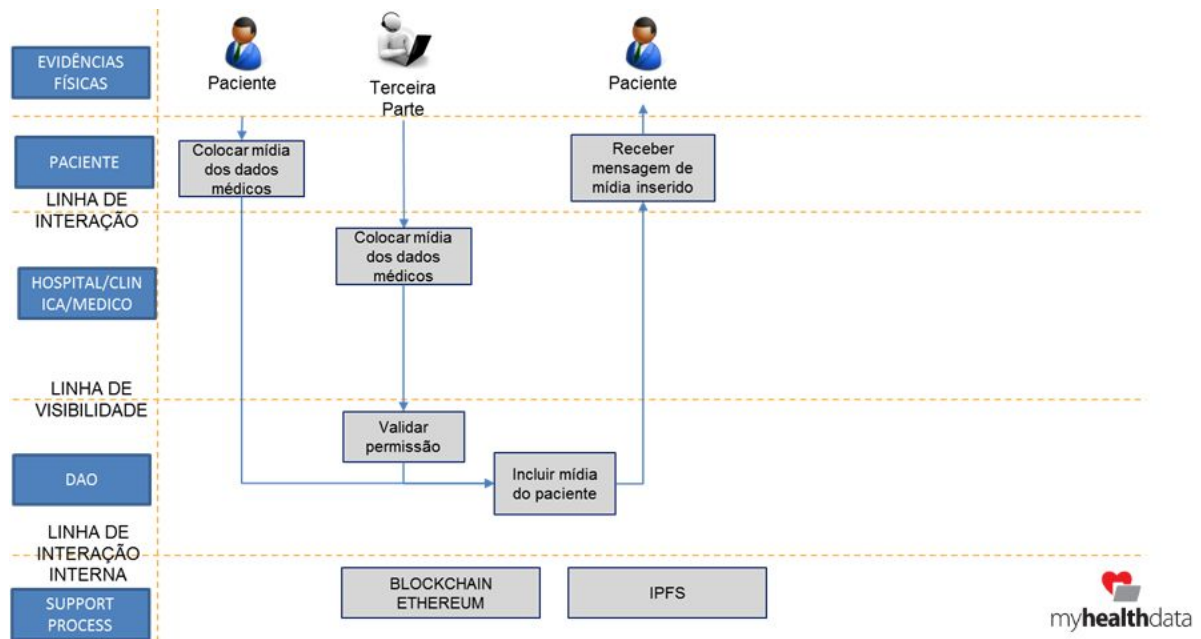 EVIDÊNCIAS
FÍSICAS
Paciente
Terceira
Parte
Paciente
PACIENTE
Colocar mídia
dos dados
médicos
Receber
mensagem de
mídia inserido
LINHA DE
INTERAÇÃO
Colocar mídia
dos dados
médicos
HOSPITAL/CLIN
ICA/MEDICO
LINHA DE
VISIBILIDADE
Validar
permissão
DAO
Incluir mídia
do paciente
LINHA DE
INTERAÇÃO
INTERNA
BLOCKCHAIN
ETHEREUM
IPFS
SUPPORT
PROCESS
myhealthdata